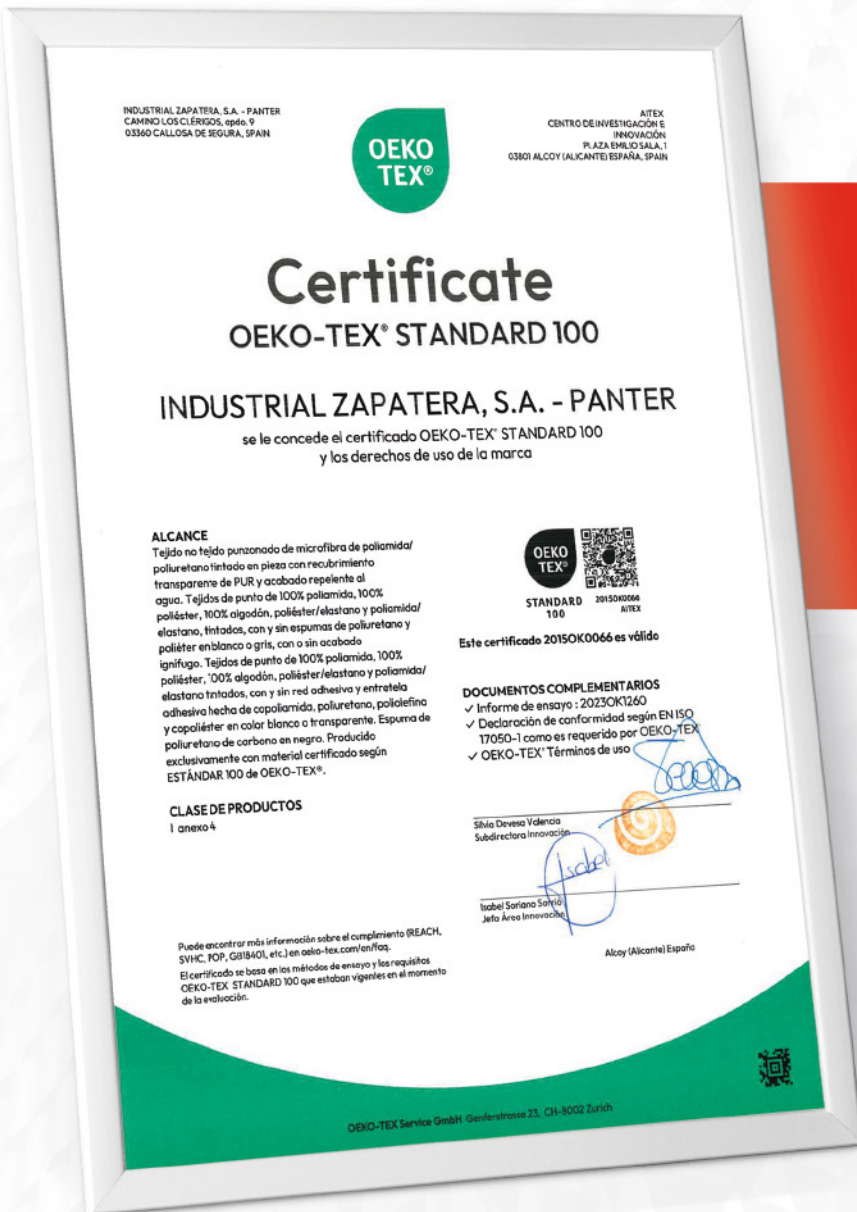 INDUSTRIAL ZAPATERA, S.A. - PANTER
CAMINO LOS CLÉRIGOS, apdo. 9
03360 CALLOSA DE SEGURA, SPAIN
OEKO
TEX®
AITEX
CENTRO DE INVESTIGACIÓN E
INNOVACIÓN
PLAZA EMILIO SALA, 1
03801 ALCOY (ALICANTE) ESPAÑA, SPAIN
Certificate
OEKO-TEX® STANDARD 100
INDUSTRIAL ZAPATERA, S.A. - PANTER
se le concede el certificado OEKO-TEX® STANDARD 100
y los derechos de uso de la marca
ALCANCE
Tejido no tejido punzonado de microfibra de poliamida/
poliuretano tintado en pieza con recubrimiento
transparente de PUR y acabado repelente al
agua. Tejidos de punto de 100% poliamida, 100%
poliéster, 100% algodón, poliéster/elastano y poliamida/
elastano, tintados, con y sin espumas de poliuretano y
poliéter en blanco o gris, con o sin acabado
ignífugo. Tejidos de punto de 100% poliamida, 100%
poliéster, 100% algodón, poliéster/elastano y poliamida/
elastano tntados, con y sin red adhesiva y entretela
adhesiva hecha de copoliamida, poliuretano, poliolefina
y copoliéster en color blanco o transparente. Espuma de
poliuretano de carbono en negro. Producido
exclusivamente con material certificado según
ESTÁNDAR 100 de OEKO-TEX®.
CLASE DE PRODUCTOS
I anexo 4
OEKO
TEX®
STANDARD
100
2015OK0066
AITEX
Este certificado 2015OK0066 es válido
DOCUMENTOS COMPLEMENTARIOS
✓ Informe de ensayo : 2023OK1260
✓ Declaración de conformidad según EN ISO
17050-1 como es requerido por OEKO-TEX
✓ OEKO-TEX® Términos de uso
Silvia Devesa Valencia
Subdirectora Innovación
Isabel
Isabel Soriano Sarrió
Jefa Área Innovación
Alcoy (Alicante) España
Puede encontrar más información sobre el cumplimiento (REACH,
SVHC, POP, GB18401, etc.) en oeko-tex.com/en/faq.
El certificado se basa en los métodos de ensayo y los requisitos
OEKO-TEX STANDARD 100 que estaban vigentes en el momento
de la evaluación.
OEKO-TEX Service GmbH Genferstrasse 23, CH-8002 Zurich